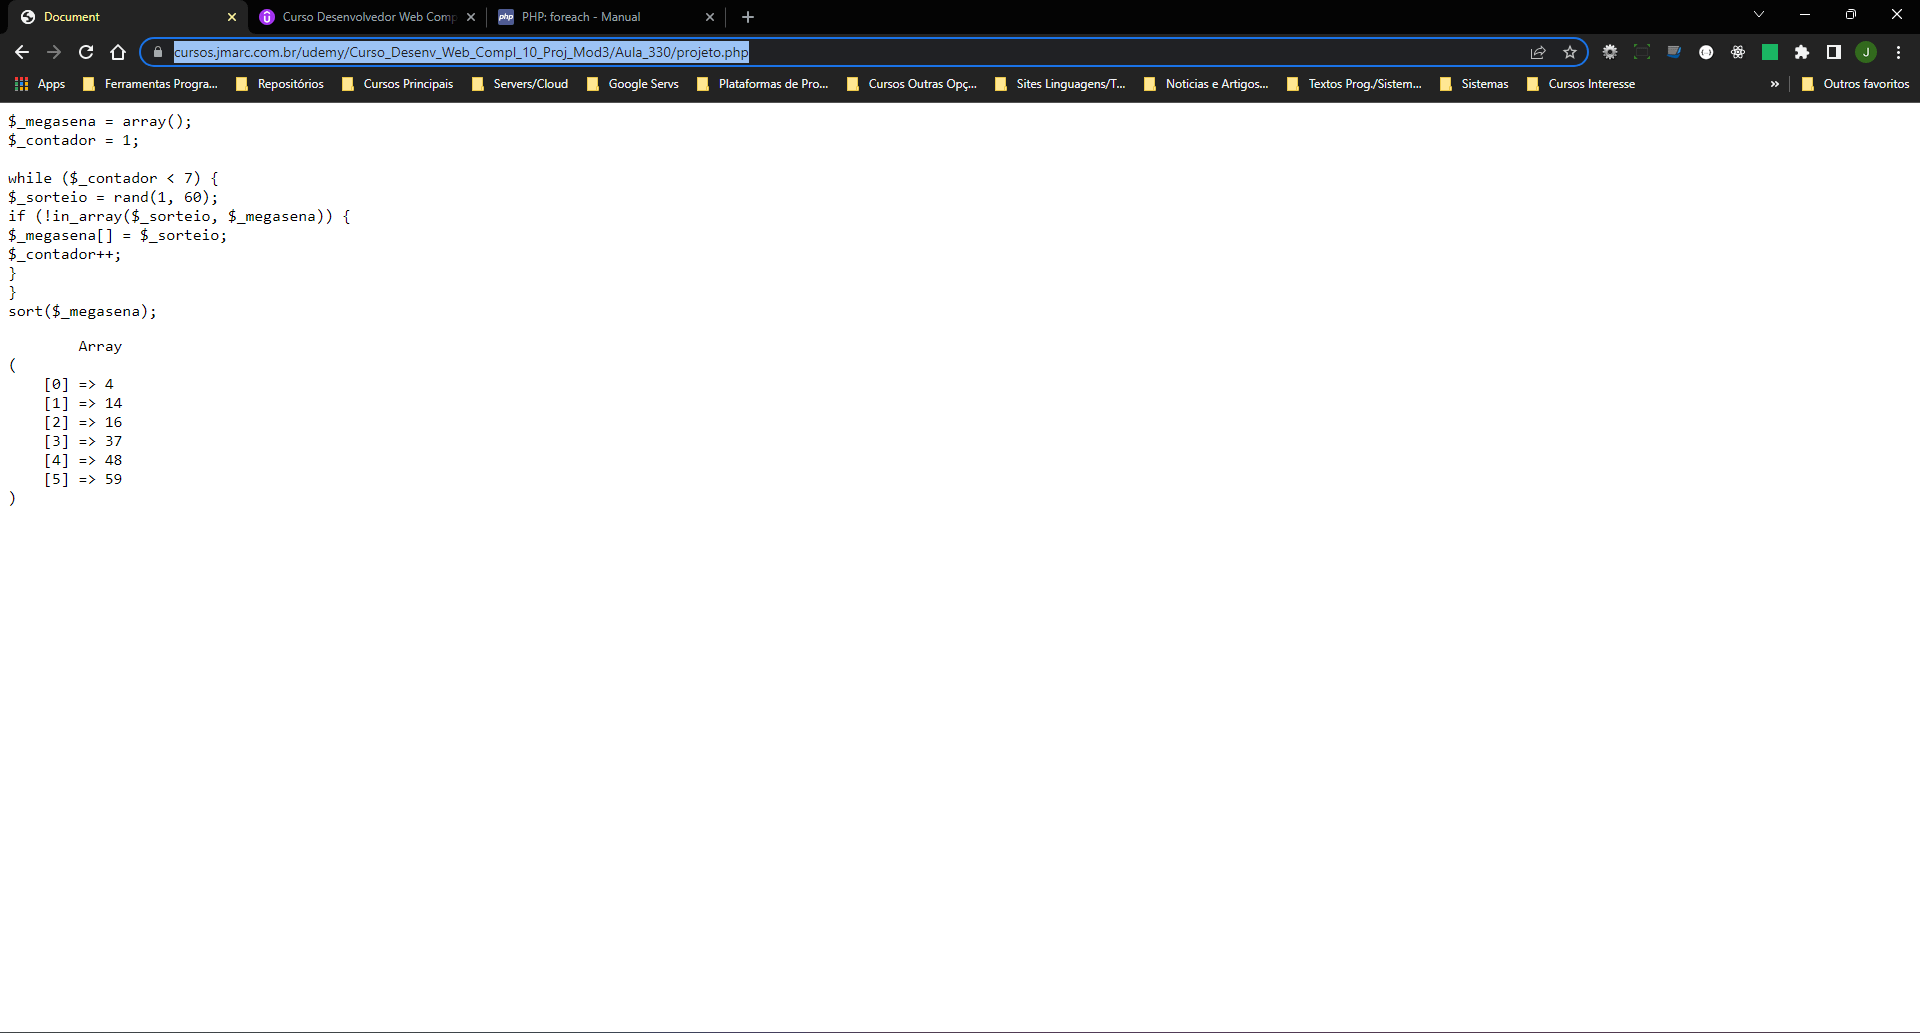 Document
Curso Desenvolvedor Web Comp
php PHP: foreach - Manual
cursos.jmarc.com.br/udemy/Curso_Desenv_Web_Compl_10_Proj_Mod3/Aula_330/projeto.php
J
Apps Ferramentas Progra... Repositórios Cursos Principais Servers/Cloud Google Servs Plataformas de Pro... Cursos Outras Opç... Sites Linguagens/T... Noticias e Artigos... Textos Prog./Sistem... Sistemas Cursos Interesse » Outros favoritos
$_megasena = array();
$_contador = 1;
while ($_contador < 7) {
$_sorteio = rand(1, 60);
if (!in_array($_sorteio, $_megasena)) {
$_megasena[] = $_sorteio;
$_contador++;
}
}
sort($_megasena);
Array
(
[0] => 4
[1] => 14
[2] => 16
[3] => 37
[4] => 48
[5] => 59
)